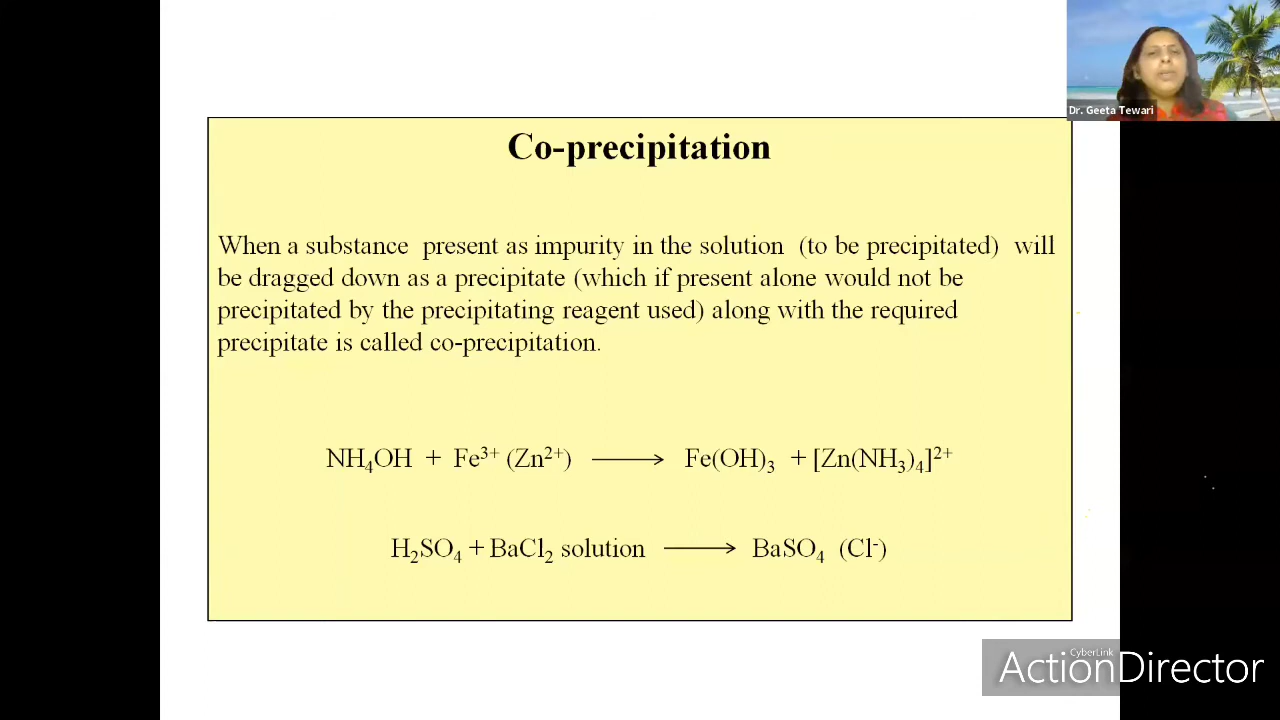 Dr. Geeta Tewari
Co-precipitation
When a substance present as impurity in the solution (to be precipitated) will
be dragged down as a precipitate (which if present alone would not be
precipitated by the precipitating reagent used) along with the required
precipitate is called co-precipitation.
NH₄OH + Fe³⁺ (Zn²⁺) ⟶ Fe(OH)₃ + [Zn(NH₃)₄]²⁺
H₂SO₄ + BaCl₂ solution ⟶ BaSO₄ (Cl⁻)
CyberLink
ActionDirector